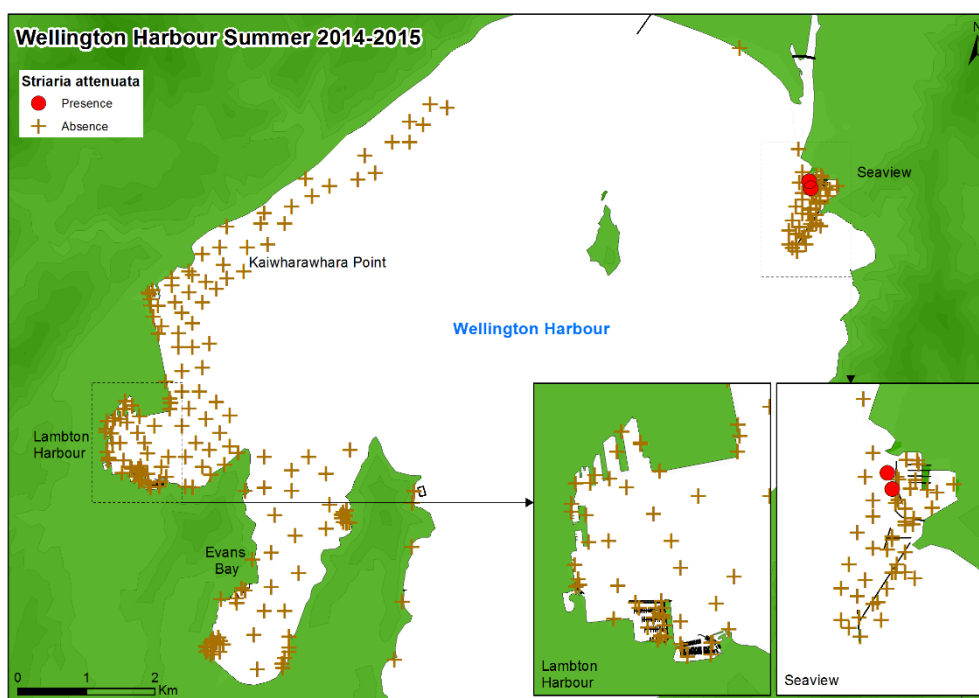 Wellington Harbour Summer 2014-2015
N
Striaria attenuata
Presence
Absence
Seaview
Kaiwharawhara Point
Wellington Harbour
Lambton
Harbour
Evans
Bay
0 1 2
Km
Lambton
Harbour
Seaview